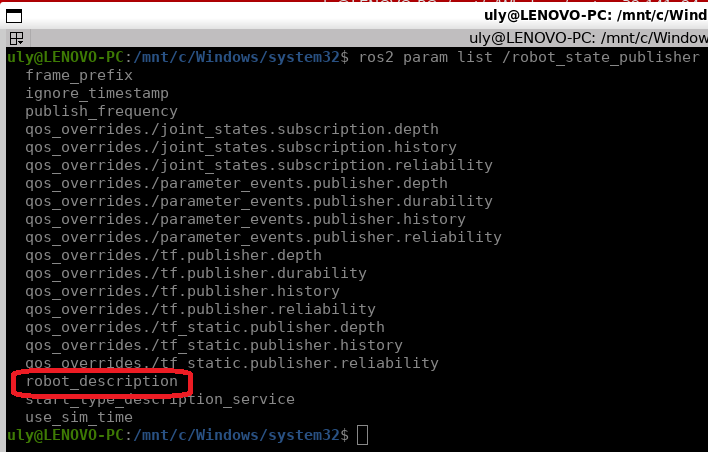 uly@LENOVO-PC: /mnt/c/Wind
uly@LENOVO-PC: /mnt/c/Window
uly@LENOVO-PC:/mnt/c/Windows/system32$ ros2 param list /robot_state_publisher
frame_prefix
ignore_timestamp
publish_frequency
qos_overrides./joint_states.subscription.depth
qos_overrides./joint_states.subscription.history
qos_overrides./joint_states.subscription.reliability
qos_overrides./parameter_events.publisher.depth
qos_overrides./parameter_events.publisher.durability
qos_overrides./parameter_events.publisher.history
qos_overrides./parameter_events.publisher.reliability
qos_overrides./tf.publisher.depth
qos_overrides./tf.publisher.durability
qos_overrides./tf.publisher.history
qos_overrides./tf.publisher.reliability
qos_overrides./tf_static.publisher.depth
qos_overrides./tf_static.publisher.history
qos_overrides./tf_static.publisher.reliability
robot_description
start_type_description_service
use_sim_time
uly@LENOVO-PC:/mnt/c/Windows/system32$